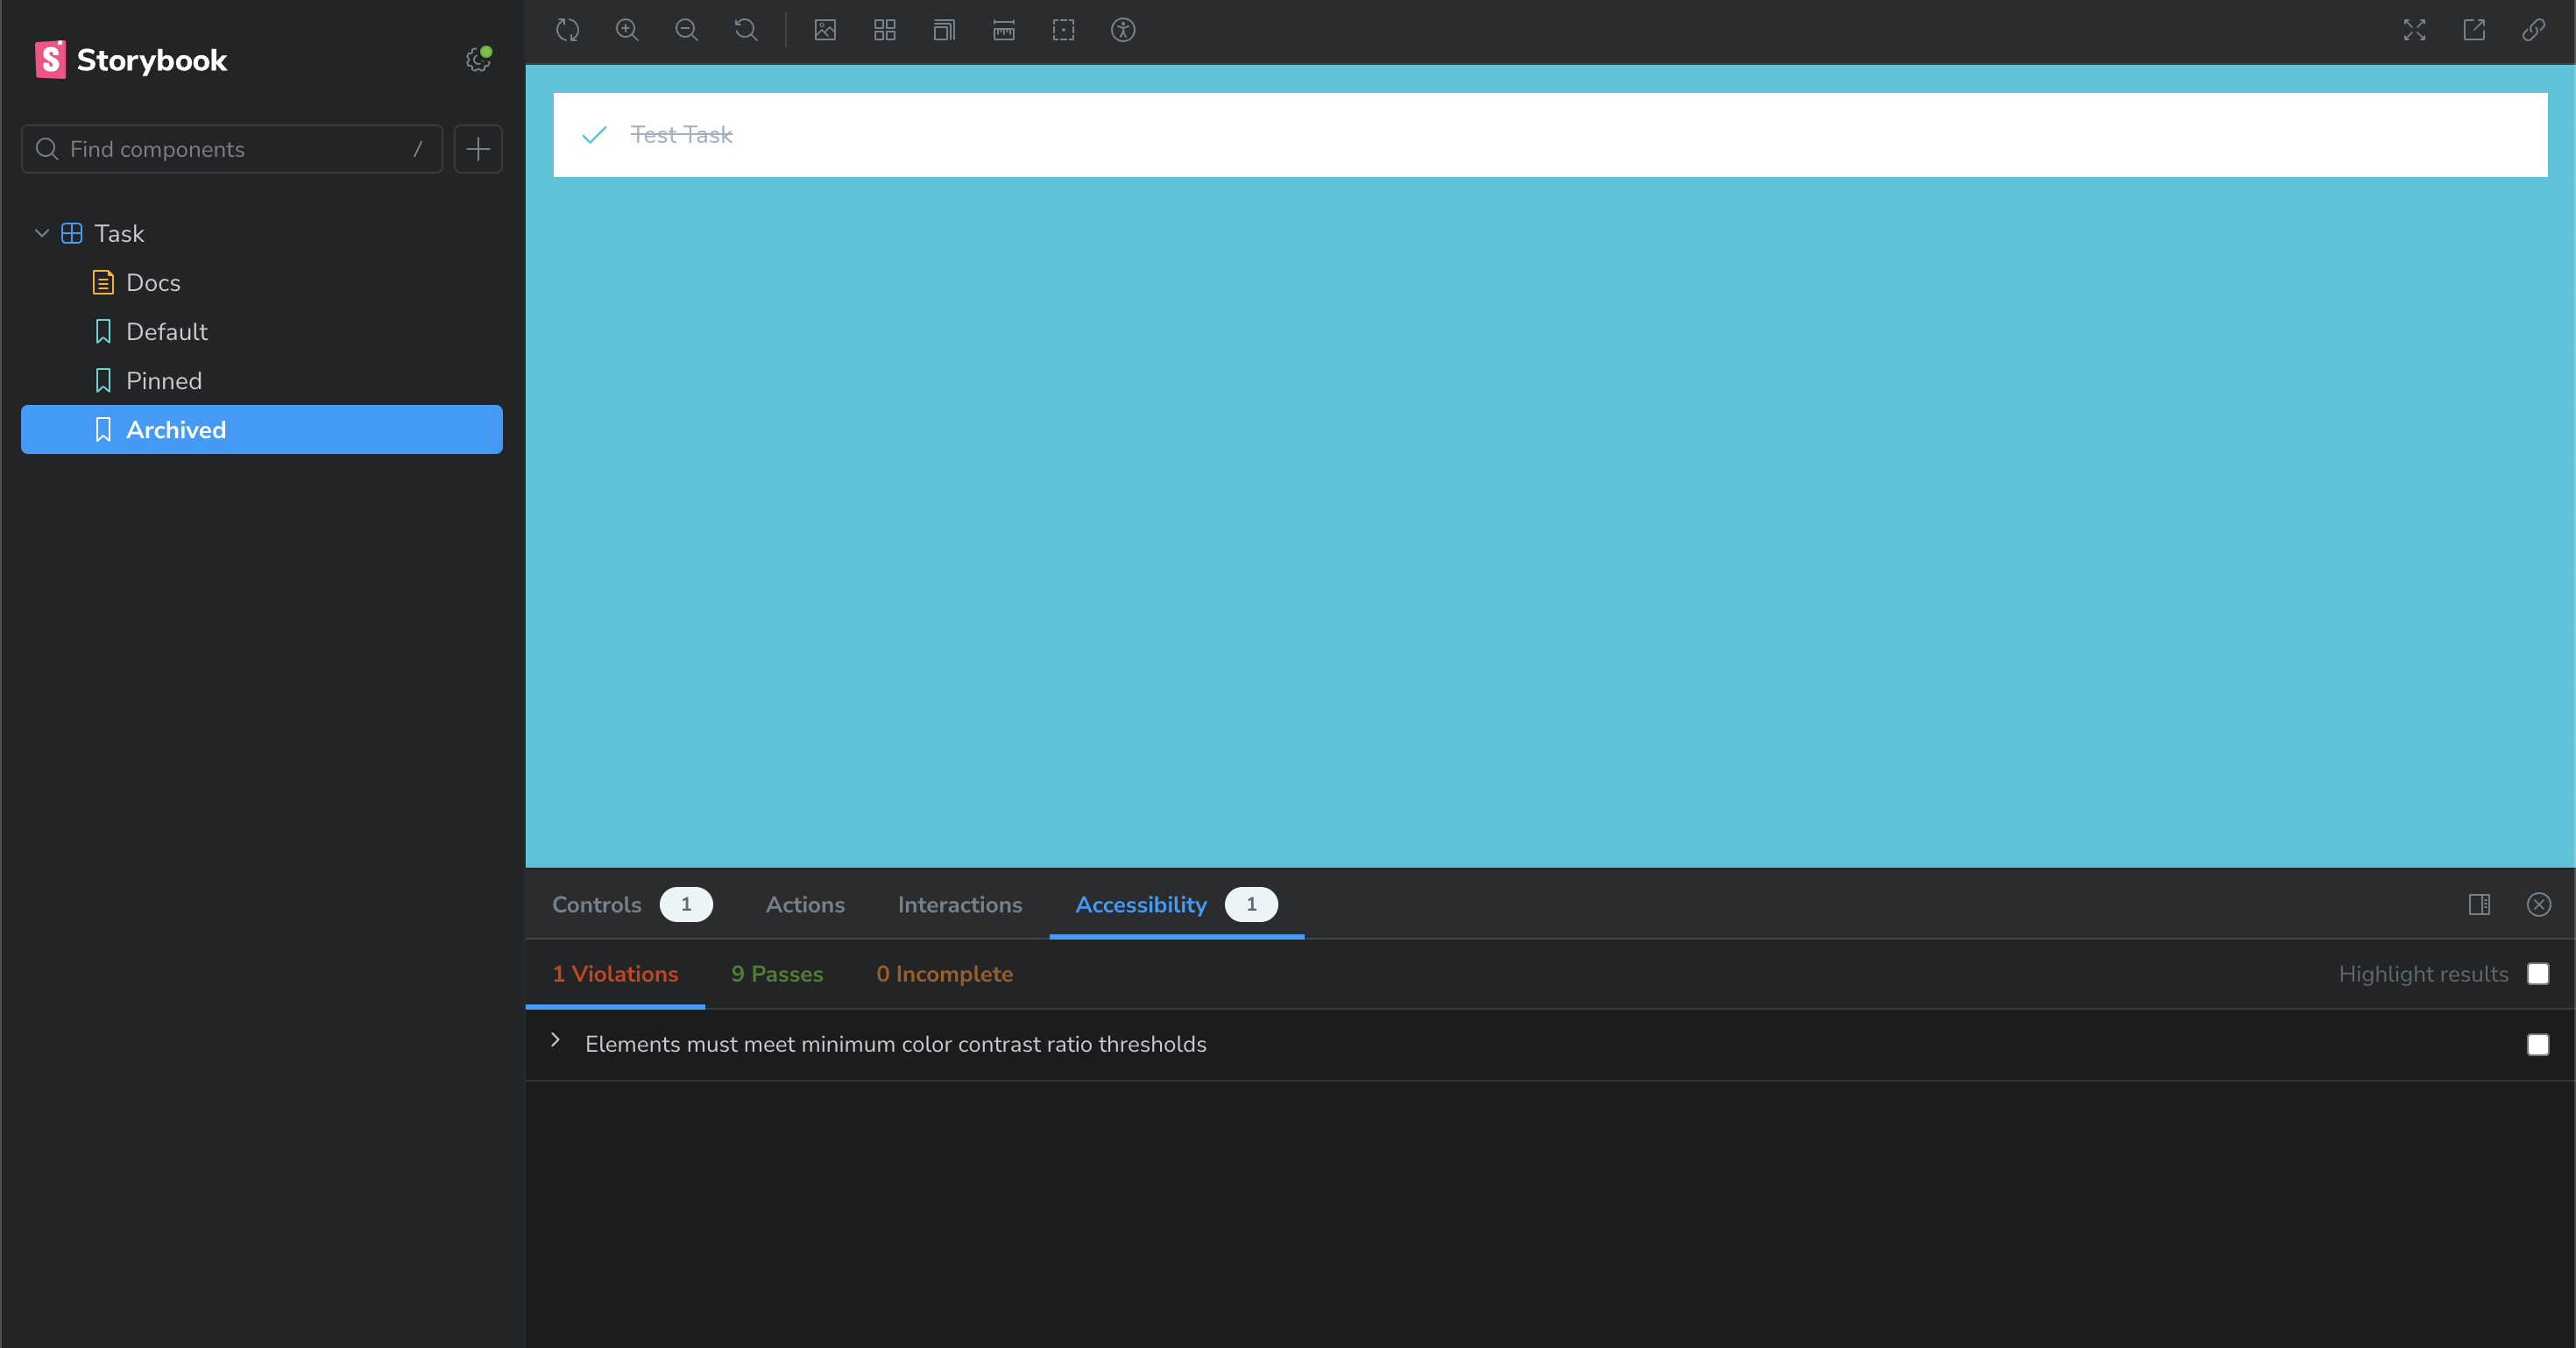 Storybook
Find components /
Task
Docs
Default
Pinned
Archived
Test Task
Controls 1 Actions Interactions Accessibility 1
1 Violations 9 Passes 0 Incomplete Highlight results
Elements must meet minimum color contrast ratio thresholds